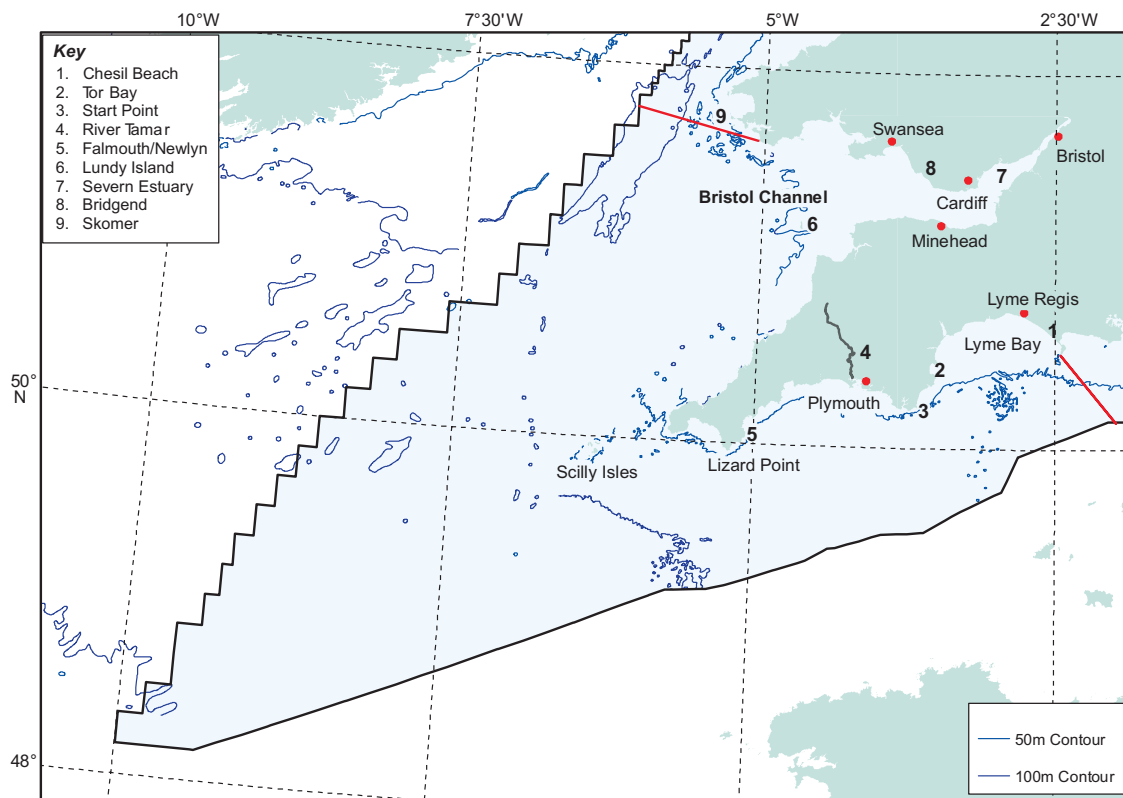 10°W
7°30'W
5°W
2°30'W
Key
1. Chesil Beach
2. Tor Bay
3. Start Point
4. River Tamar
5. Falmouth/Newlyn
6. Lundy Island
7. Severn Estuary
8. Bridgend
9. Skomer
9
Swansea
Bristol
8
7
Cardiff
Bristol Channel
6
Minehead
Lyme Regis
1
Lyme Bay
4
2
50°
N
Plymouth
3
5
Scilly Isles
Lizard Point
48°
50m Contour
100m Contour